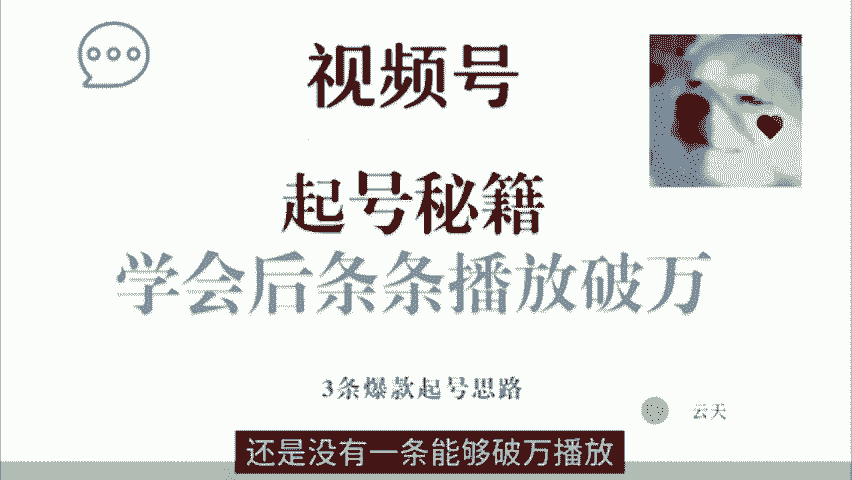 视频号
起号秘籍
学会后条条播放破万
3条爆款起号思路
云天
还是没有一条能够破万播放